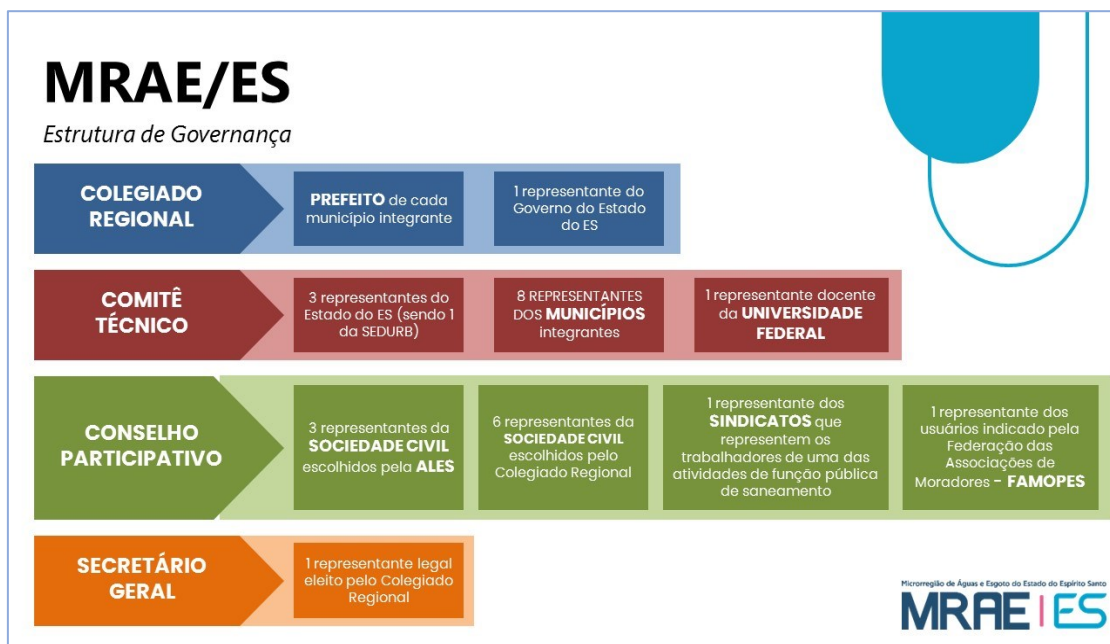 MRAE/ES
Estrutura de Governança
COLEGIADO
REGIONAL
PREFEITO de cada
município integrante
1 representante do
Governo do Estado
do ES
COMITÊ
TÉCNICO
3 representantes do
Estado do ES (sendo 1
da SEDURB)
8 REPRESENTANTES
DOS MUNICÍPIOS
integrantes
1 representante docente
da UNIVERSIDADE
FEDERAL
CONSELHO
PARTICIPATIVO
3 representantes da
SOCIEDADE CIVIL
escolhidos pela ALES
6 representantes da
SOCIEDADE CIVIL
escolhidos pelo
Colegiado Regional
1 representante dos
SINDICATOS que
representem os
trabalhadores de uma das
atividades de função pública
de saneamento
1 representante dos
usuários indicado pela
Federação das
Associações de
Moradores - FAMOPES
SECRETÁRIO
GERAL
1 representante legal
eleito pelo Colegiado
Regional
Microrregião de Águas e Esgoto do Estado do Espírito Santo
MRAE|ES